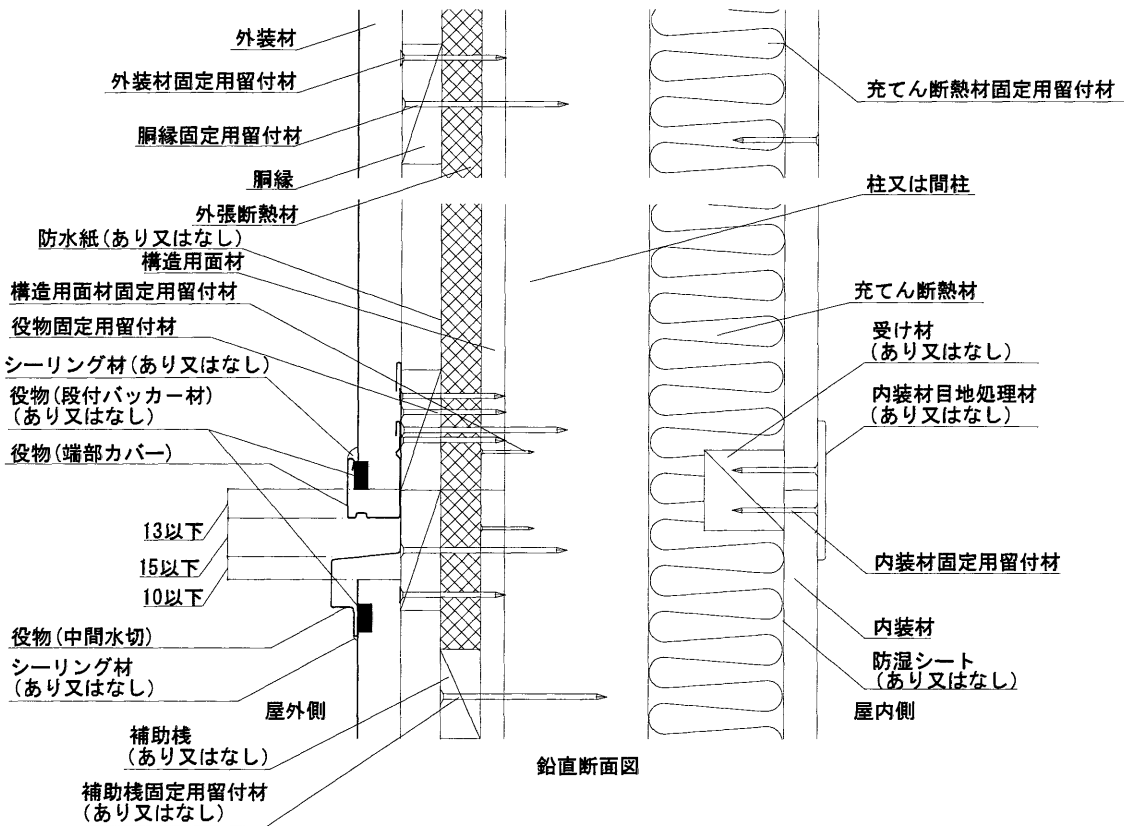 外装材
外装材固定用留付材
胴縁固定用留付材
胴縁
外張断熱材
防水紙(あり又はなし)
構造用面材
構造用面材固定用留付材
役物固定用留付材
シーリング材(あり又はなし)
役物(段付バッカー材)
(あり又はなし)
役物(端部カバー)
13以下
15以下
10以下
役物(中間水切)
シーリング材
(あり又はなし)
屋外側
補助桟
(あり又はなし)
補助桟固定用留付材
(あり又はなし)
充てん断熱材固定用留付材
柱又は間柱
充てん断熱材
受け材
(あり又はなし)
内装材目地処理材
(あり又はなし)
内装材固定用留付材
内装材
防湿シート
(あり又はなし)
屋内側
鉛直断面図